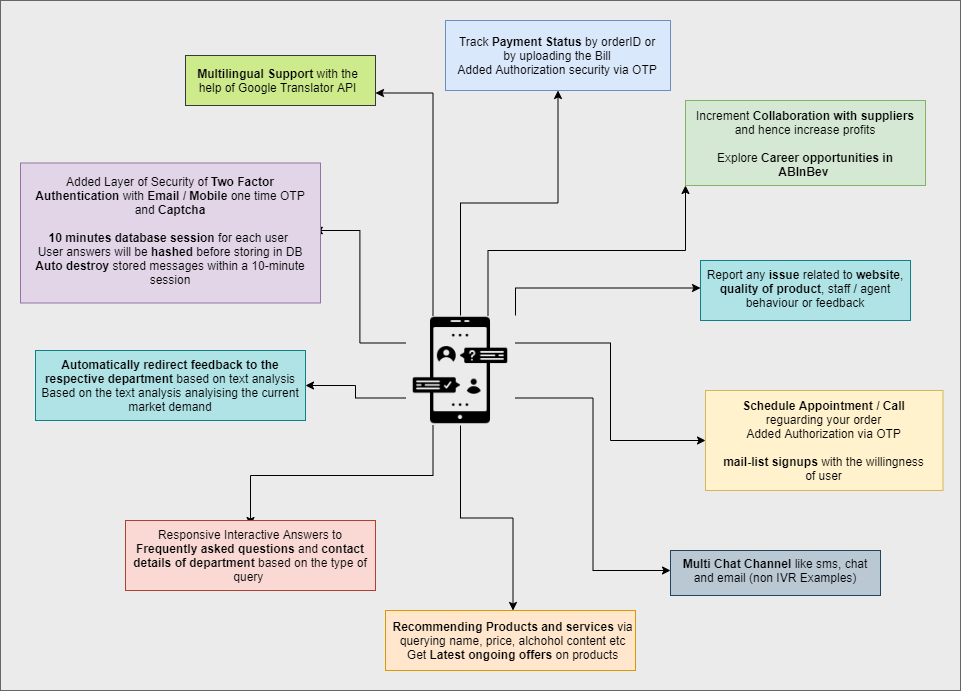 Track Payment Status by orderID or
by uploading the Bill
Added Authorization security via OTP
Multilingual Support with the
help of Google Translator API
Increment Collaboration with suppliers
and hence increase profits
Explore Career opportunities in
ABInBev
Added Layer of Security of Two Factor
Authentication with Email / Mobile one time OTP
and Captcha
10 minutes database session for each user
User answers will be hashed before storing in DB
Auto destroy stored messages within a 10-minute
session
Report any issue related to website,
quality of product, staff / agent
behaviour or feedback
Automatically redirect feedback to the
respective department based on text analysis
Based on the text analysis analyising the current
market demand
?
Schedule Appointment / Call
reguarding your order
Added Authorization via OTP
mail-list signups with the willingness
of user
Responsive Interactive Answers to
Frequently asked questions and contact
details of department based on the type of
query
Multi Chat Channel like sms, chat
and email (non IVR Examples)
Recommending Products and services via
querying name, price, alchohol content etc
Get Latest ongoing offers on products